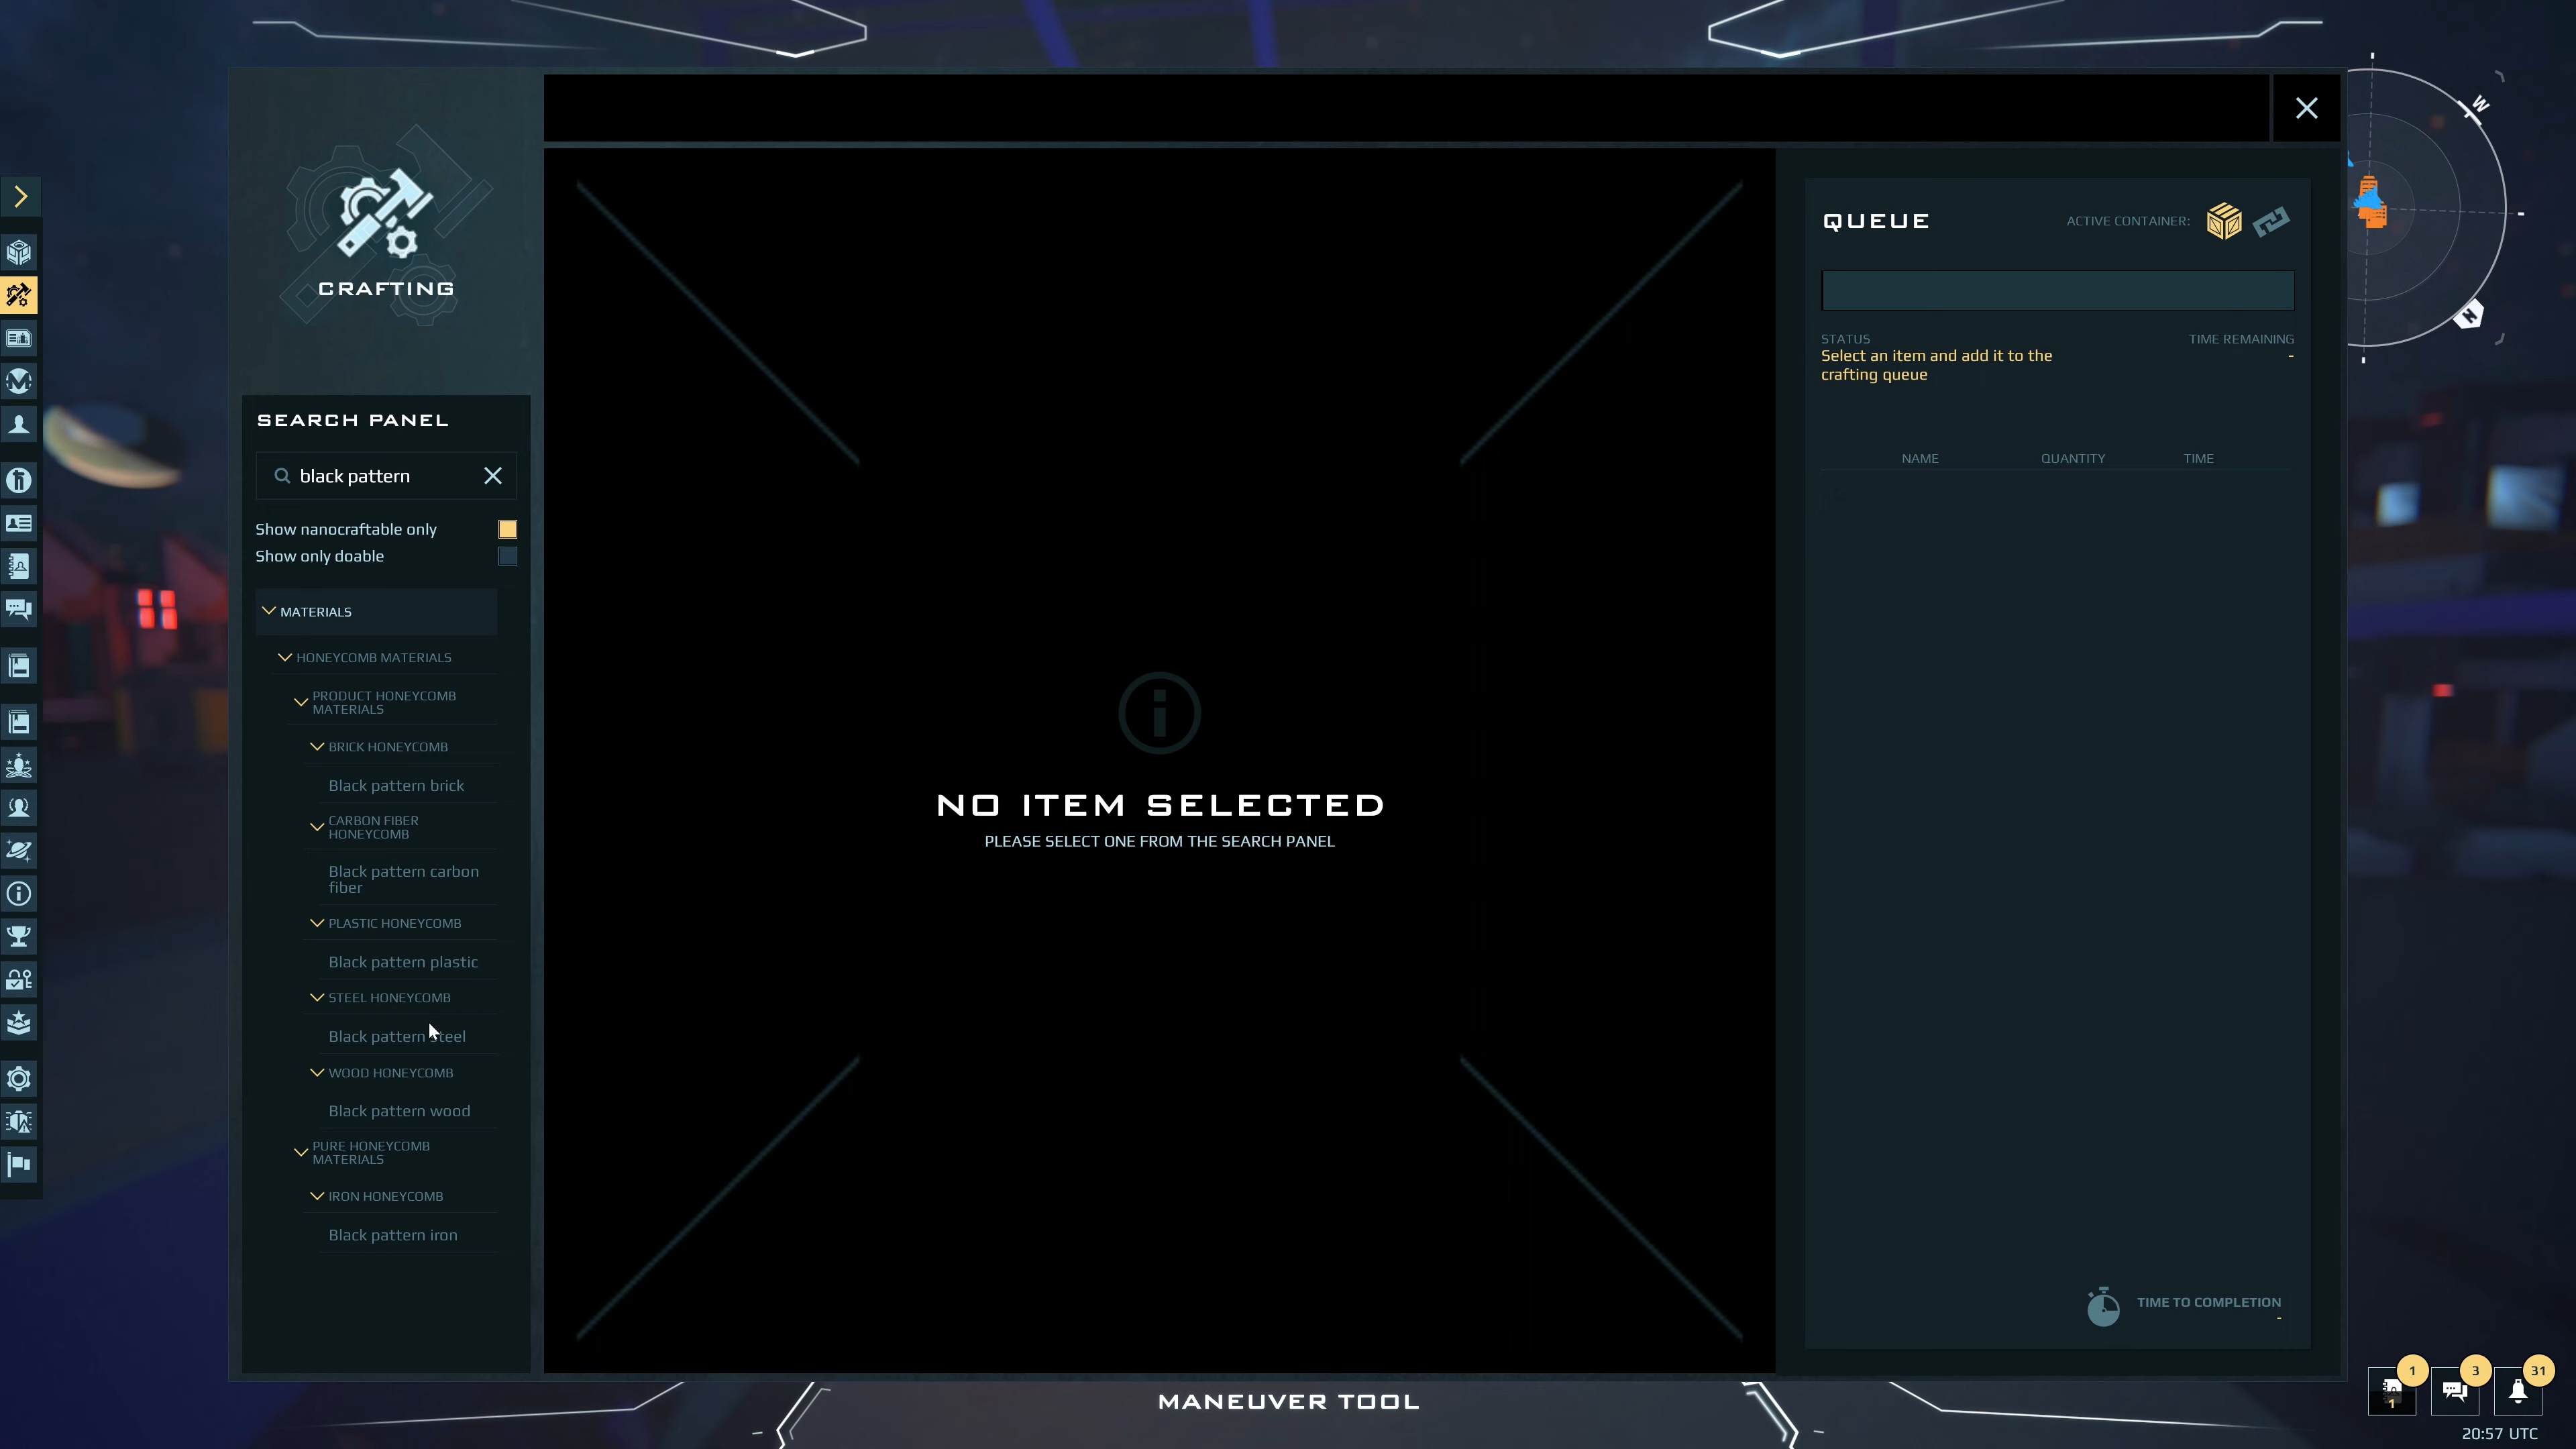 CRAFTING
SEARCH PANEL
black pattern
Show nanocraftable only
Show only doable
MATERIALS
HONEYCOMB MATERIALS
PRODUCT HONEYCOMB
MATERIALS
BRICK HONEYCOMB
Black pattern brick
CARBON FIBER
HONEYCOMB
Black pattern carbon
fiber
PLASTIC HONEYCOMB
Black pattern plastic
STEEL HONEYCOMB
Black pattern steel
WOOD HONEYCOMB
Black pattern wood
PURE HONEYCOMB
MATERIALS
IRON HONEYCOMB
Black pattern iron
NO ITEM SELECTED
PLEASE SELECT ONE FROM THE SEARCH PANEL
QUEUE
ACTIVE CONTAINER:
STATUS
TIME REMAINING
Select an item and add it to the
crafting queue
-
NAME QUANTITY TIME
TIME TO COMPLETION
-
W
N
MANEUVER TOOL
1
3
31
1
20:57 UTC